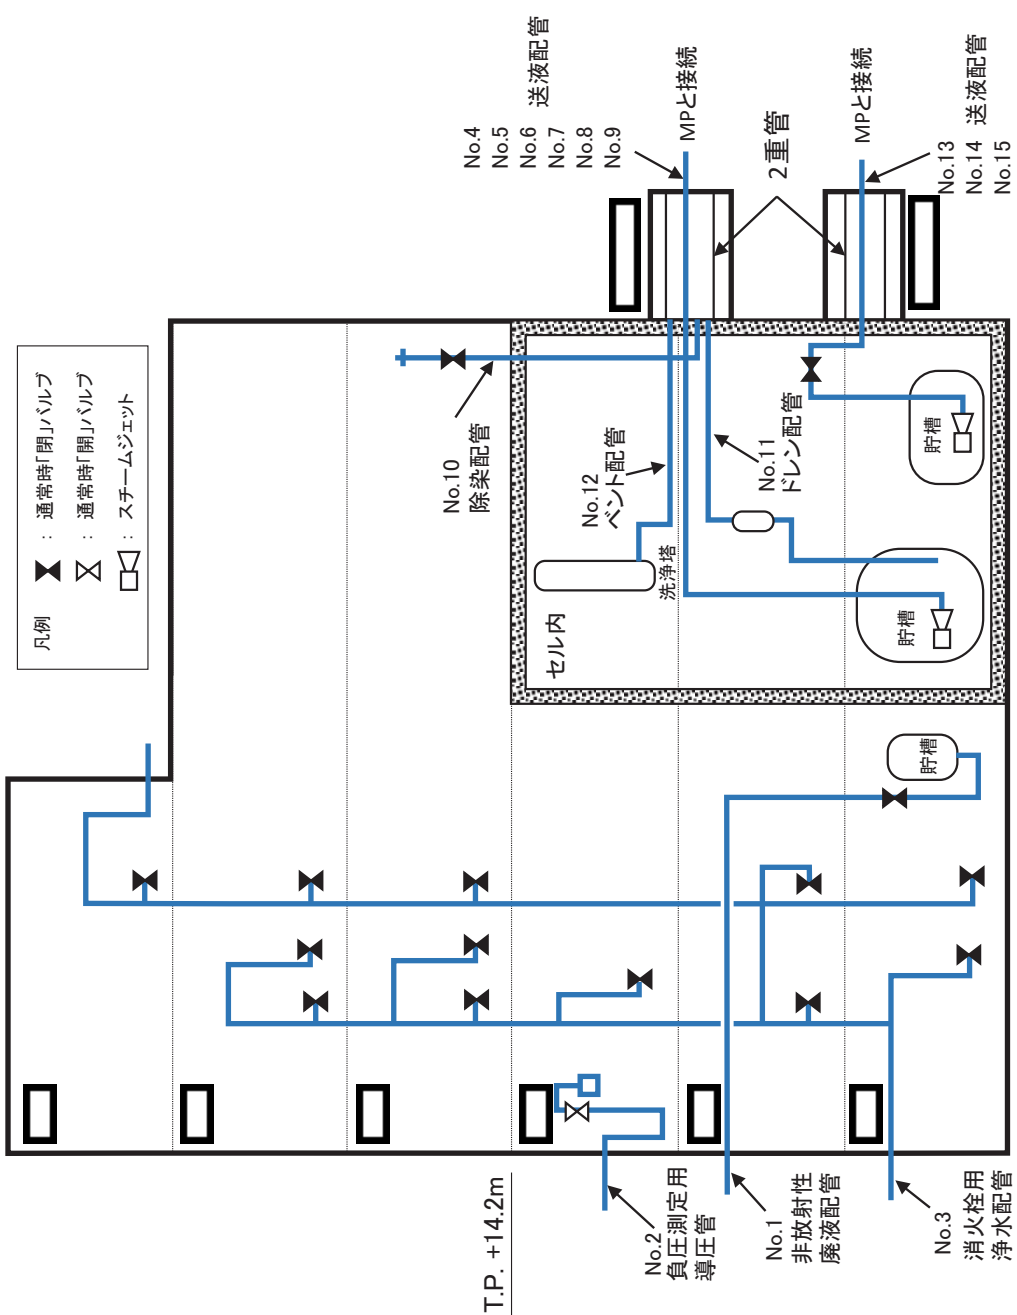 凡例
：通常時「閉」バルブ
：通常時「開」バルブ
：スチームジェット
No.4
No.5
No.6 送液配管
No.7
No.8
No.9
MPと接続
2重管
MPと接続
No.13
No.14 送液配管
No.15
No.10
除染配管
No.12
ベント配管
No.11
ドレン配管
洗浄塔
セル内
貯槽
貯槽
貯槽
T.P. +14.2m
No.2
負圧測定用
導圧管
No.1
非放射性
廃液配管
No.3
消火栓用
浄水配管